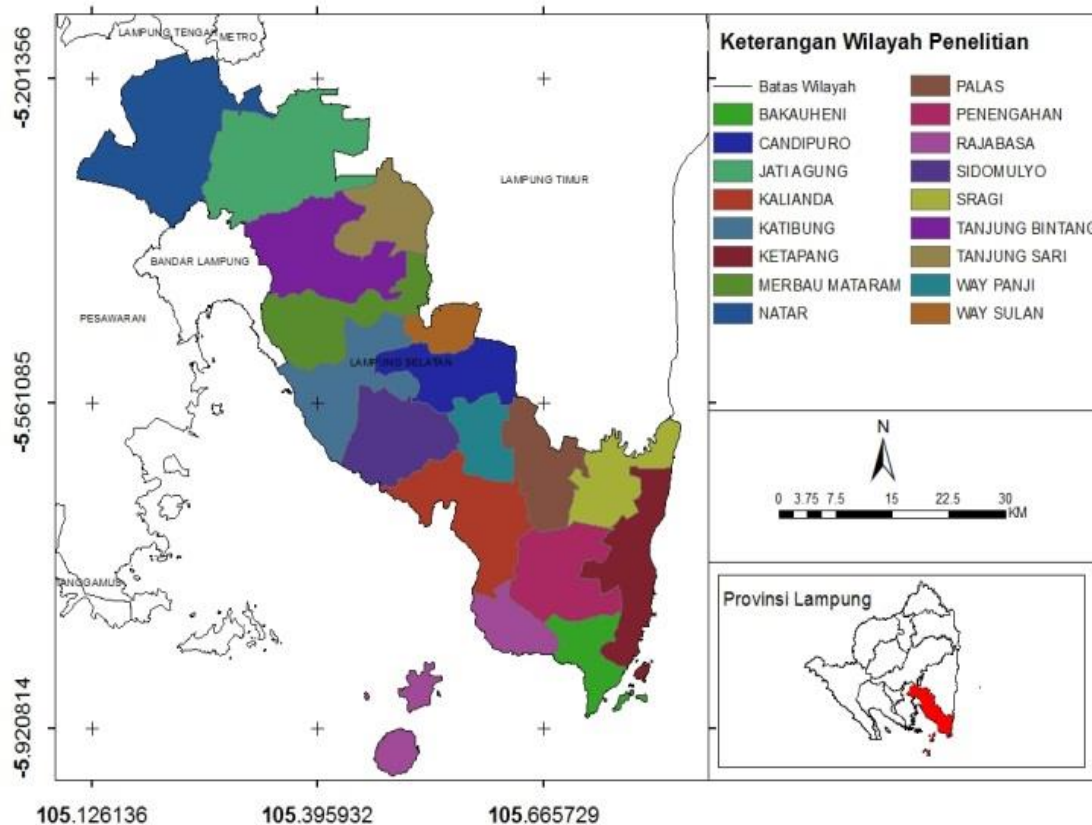 LAMPUNG TENGAH
METRO
LAMPUNG TIMUR
BANDAR LAMPUNG
PESAWARAN
LAMPUNG SELATAN
TANGGAMUS
-5.201356
-5.561085
-5.920814
105.126136
105.395932
105.665729
Keterangan Wilayah Penelitian
Batas Wilayah
BAKAUHENI
CANDIPURO
JATI AGUNG
KALIANDA
KATIBUNG
KETAPANG
MERBAU MATARAM
NATAR
PALAS
PENENGAHAN
RAJABASA
SIDOMULYO
SRAGI
TANJUNG BINTANG
TANJUNG SARI
WAY PANJI
WAY SULAN
N
0 3.75 7.5 15 22.5 30
KM
Provinsi Lampung